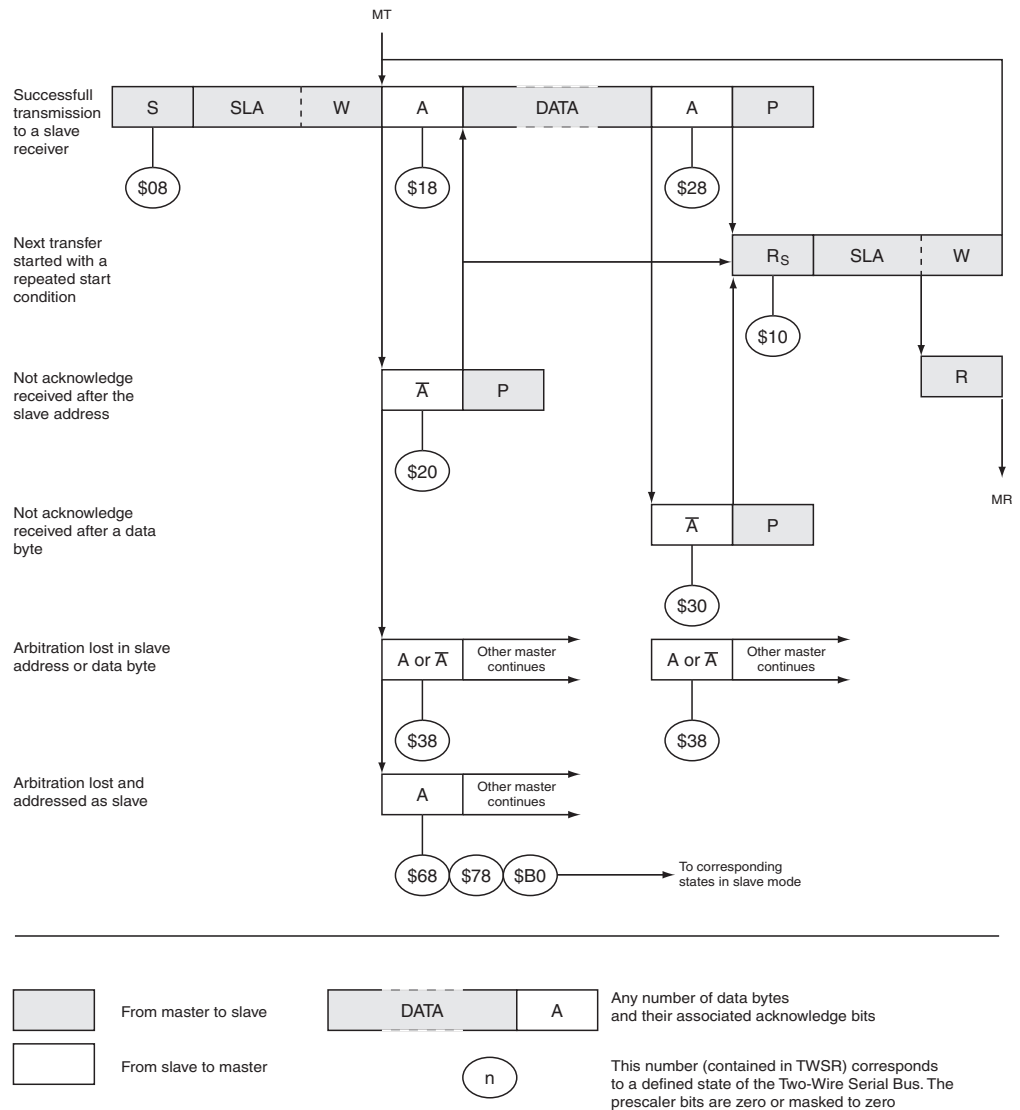 MT
Successfull
transmission
to a slave
receiver
S SLA W A DATA A P
$08 $18 $28
Next transfer
started with a
repeated start
condition
RS SLA W
$10
Not acknowledge
received after the
slave address
A̅ P
R
$20
MR
Not acknowledge
received after a data
byte
A̅ P
$30
Arbitration lost in slave
address or data byte
A or A̅
Other master
continues
A or A̅
Other master
continues
$38 $38
Arbitration lost and
addressed as slave
A
Other master
continues
$68 $78 $B0
To corresponding
states in slave mode
From master to slave
DATA A
Any number of data bytes
and their associated acknowledge bits
From slave to master
n
This number (contained in TWSR) corresponds
to a defined state of the Two-Wire Serial Bus. The
prescaler bits are zero or masked to zero